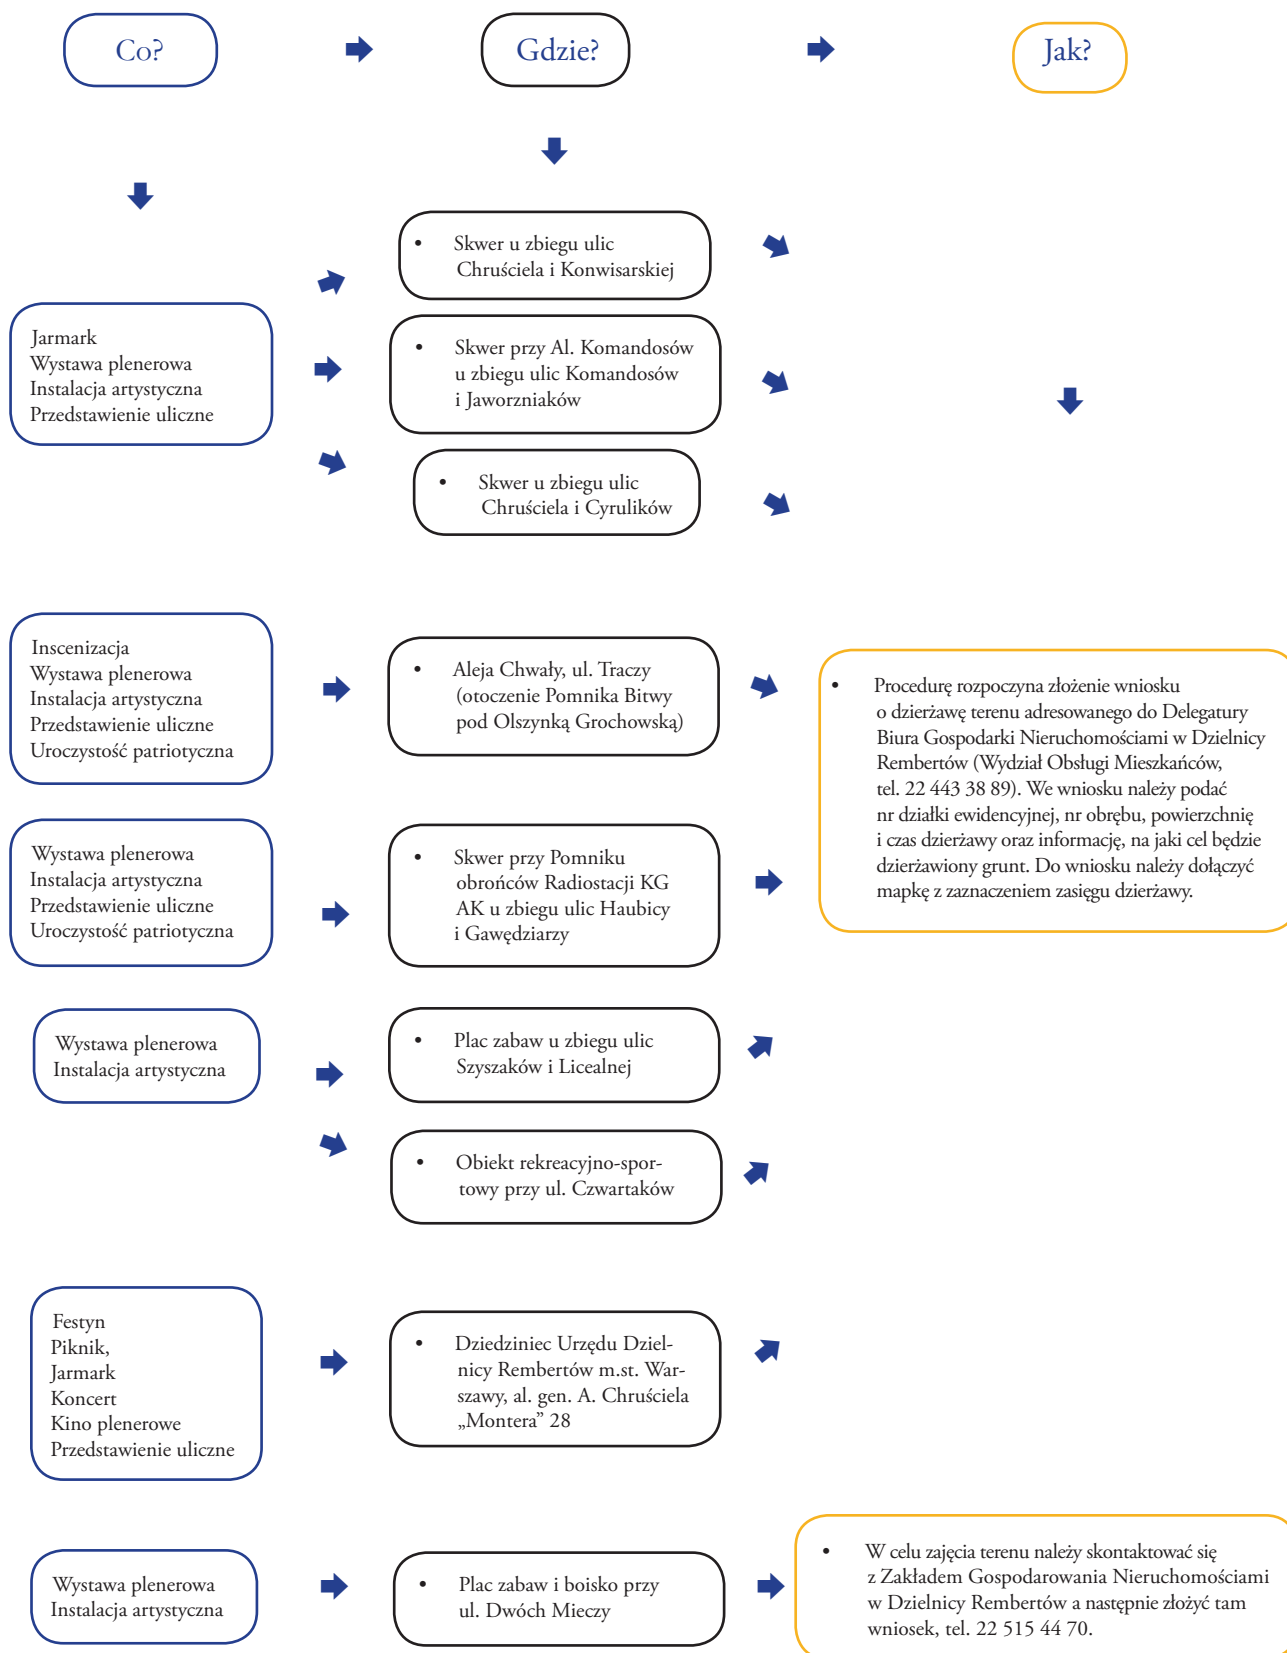 Co?
Gdzie?
Jak?
• Skwer u zbiegu ulic
Chruściela i Konwisarskiej
Jarmark
Wystawa plenerowa
Instalacja artystyczna
Przedstawienie uliczne
• Skwer przy Al. Komandosów
u zbiegu ulic Komandosów
i Jaworzniaków
• Skwer u zbiegu ulic
Chruściela i Cyrulików
Inscenizacja
Wystawa plenerowa
Instalacja artystyczna
Przedstawienie uliczne
Uroczystość patriotyczna
• Aleja Chwały, ul. Traczy
(otoczenie Pomnika Bitwy
pod Olszynką Grochowską)
• Procedurę rozpoczyna złożenie wniosku
o dzierżawę terenu adresowanego do Delegatury
Biura Gospodarki Nieruchomościami w Dzielnicy
Rembertów (Wydział Obsługi Mieszkańców,
tel. 22 443 38 89). We wniosku należy podać
nr działki ewidencyjnej, nr obrębu, powierzchnię
i czas dzierżawy oraz informację, na jaki cel będzie
dzierżawiony grunt. Do wniosku należy dołączyć
mapkę z zaznaczeniem zasięgu dzierżawy.
Wystawa plenerowa
Instalacja artystyczna
Przedstawienie uliczne
Uroczystość patriotyczna
• Skwer przy Pomniku
obrońców Radiostacji KG
AK u zbiegu ulic Haubicy
i Gawędziarzy
Wystawa plenerowa
Instalacja artystyczna
• Plac zabaw u zbiegu ulic
Szyszaków i Licealnej
• Obiekt rekreacyjno-spor-
towy przy ul. Czwartaków
Festyn
Piknik,
Jarmark
Koncert
Kino plenerowe
Przedstawienie uliczne
• Dziedziniec Urzędu Dziel-
nicy Rembertów m.st. War-
szawy, al. gen. A. Chruściela
„Montera” 28
Wystawa plenerowa
Instalacja artystyczna
• Plac zabaw i boisko przy
ul. Dwóch Mieczy
• W celu zajęcia terenu należy skontaktować się
z Zakładem Gospodarowania Nieruchomościami
w Dzielnicy Rembertów a następnie złożyć tam
wniosek, tel. 22 515 44 70.